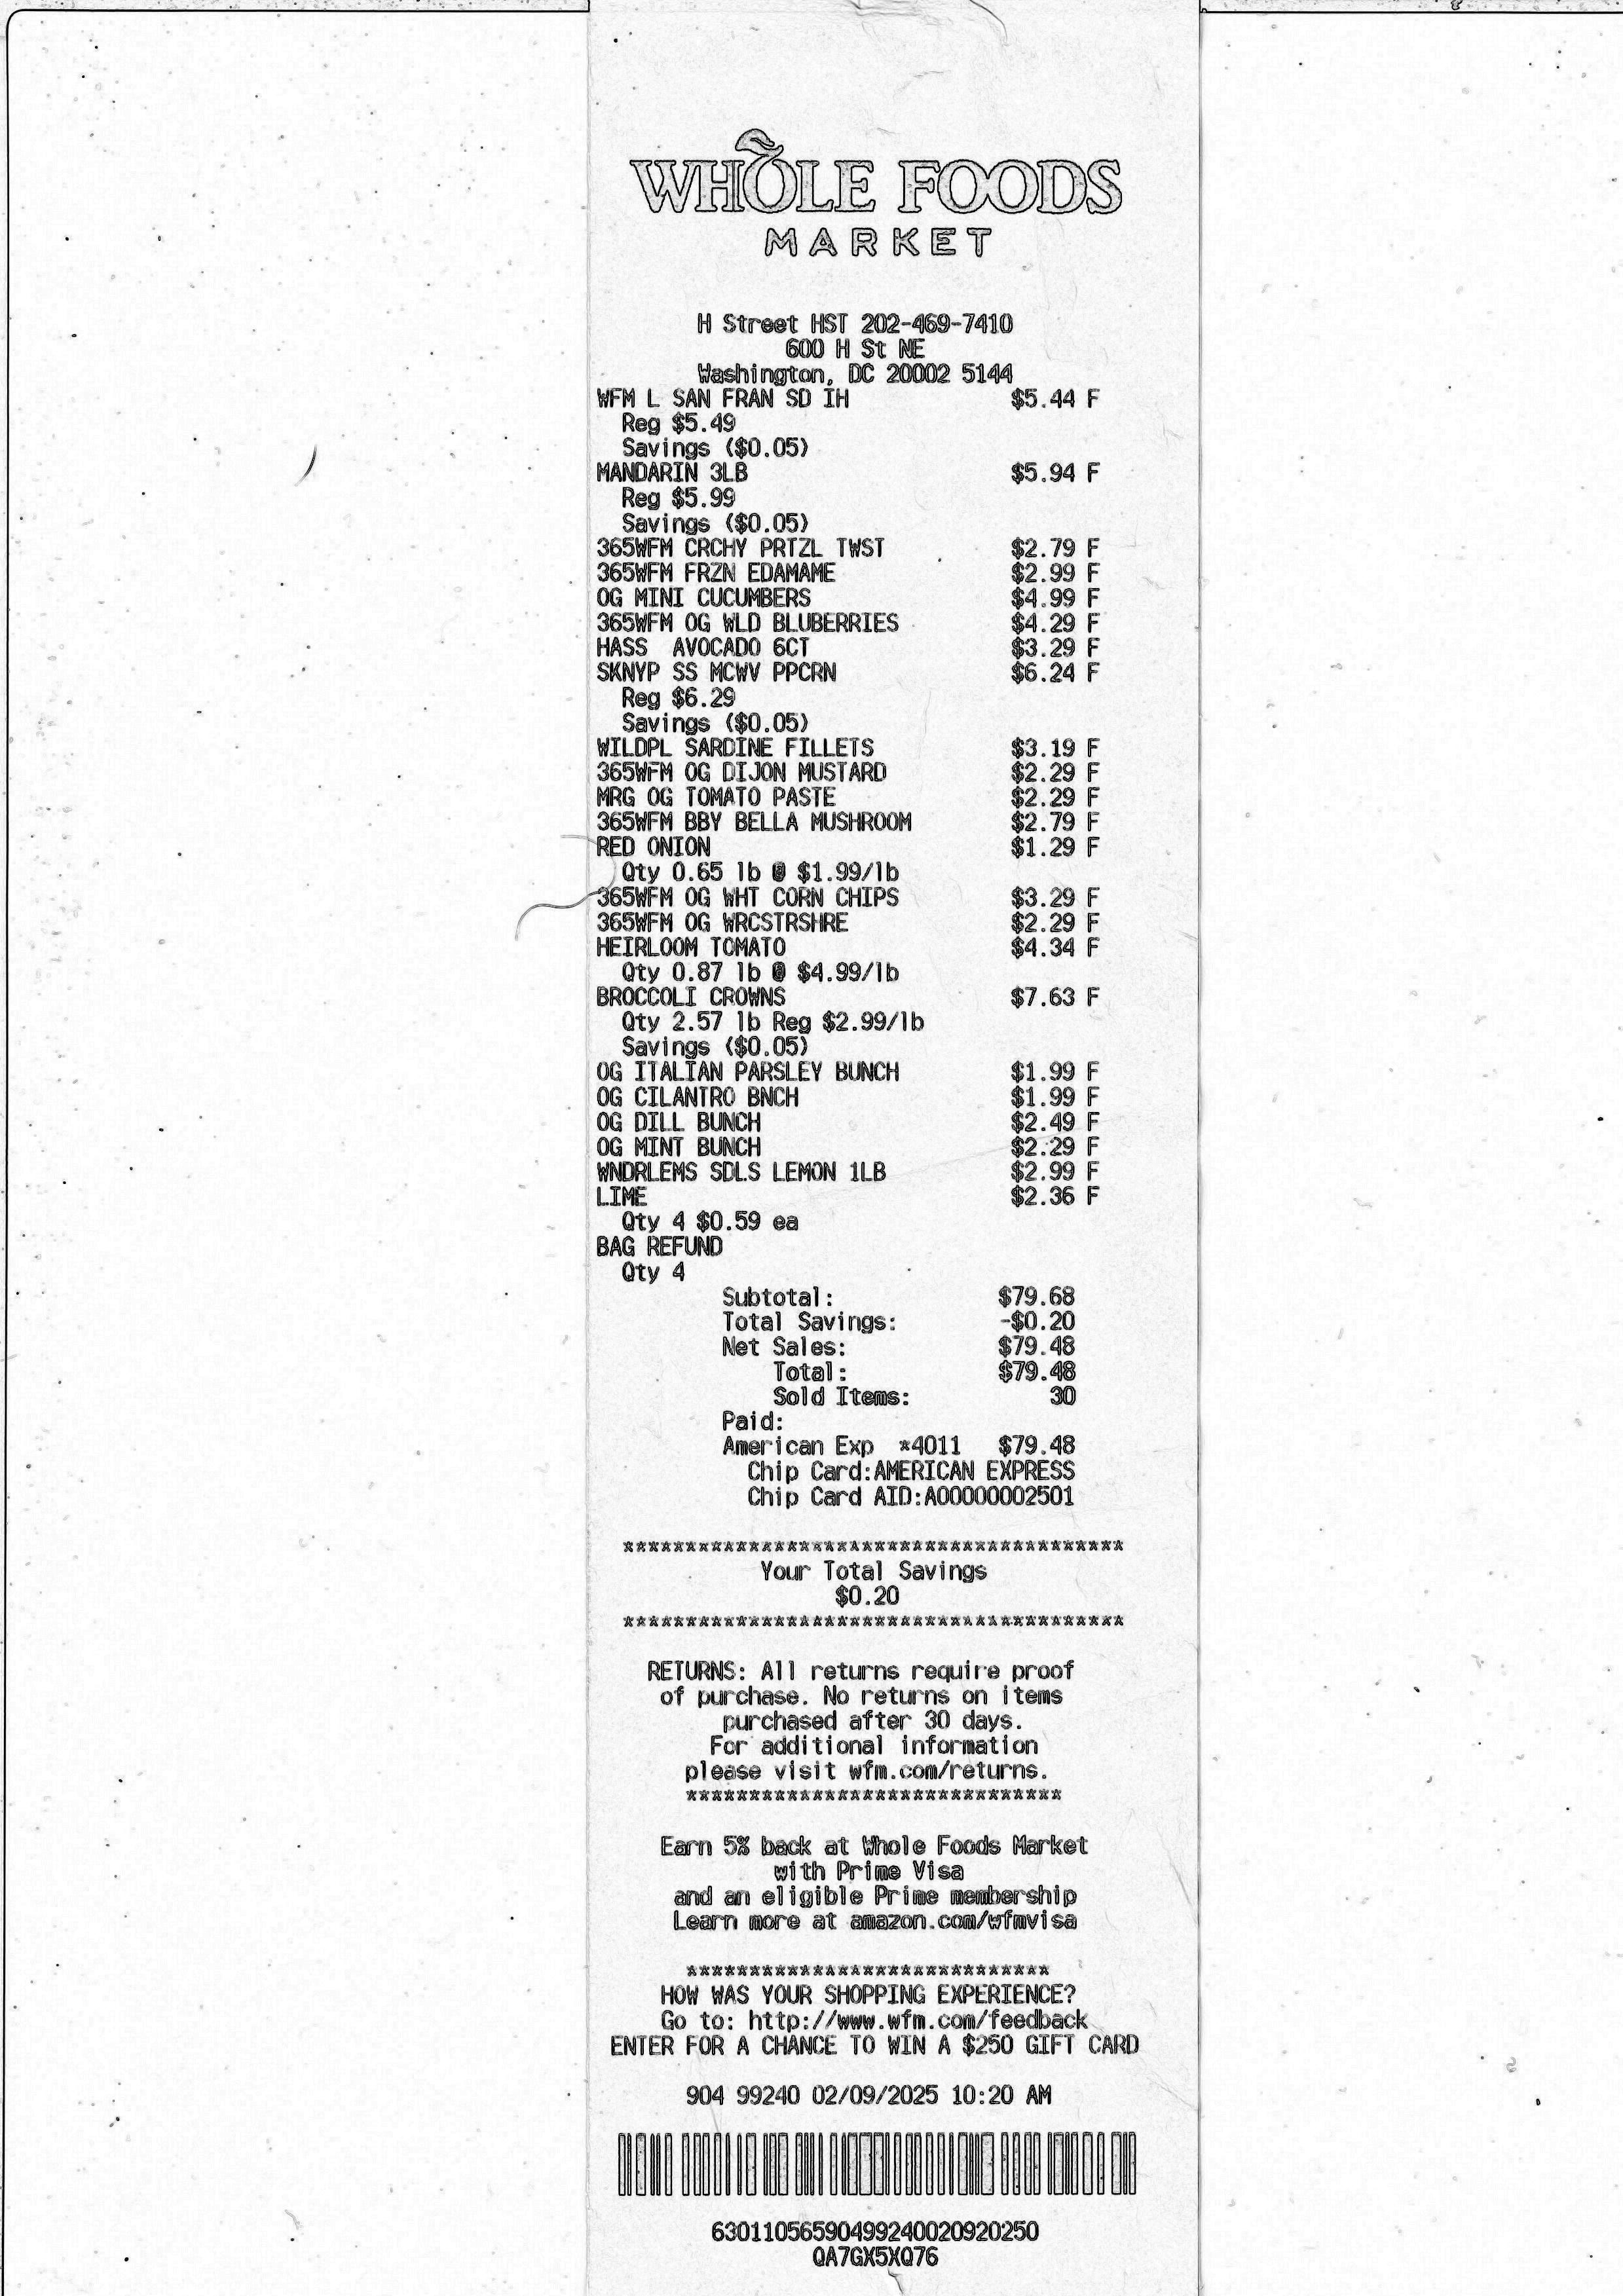 WHOLE FOODS
MARKET
H Street HST 202-469-7410
600 H St NE
Washington, DC 20002 5144
WFM L SAN FRAN SD IH $5.44 F
Reg $5.49
Savings ($0.05)
MANDARIN 3LB $5.94 F
Reg $5.99
Savings ($0.05)
365WFM CRCHY PRTZL TWST $2.79 F
365WFM FRZN EDAMAME $2.99 F
OG MINI CUCUMBERS $4.99 F
365WFM OG WLD BLUBERRIES $4.29 F
HASS  AVOCADO 6CT $3.29 F
SKNYP SS MCWV PPCRN $6.24 F
Reg $6.29
Savings ($0.05)
WILDPL SARDINE FILLETS $3.19 F
365WFM OG DIJON MUSTARD $2.29 F
MRG OG TOMATO PASTE $2.29 F
365WFM BBY BELLA MUSHROOM $2.79 F
RED ONION $1.29 F
Qty 0.65 lb @ $1.99/lb
365WFM OG WHT CORN CHIPS $3.29 F
365WFM OG WRCSTRSHRE $2.29 F
HEIRLOOM TOMATO $4.34 F
Qty 0.87 lb @ $4.99/lb
BROCCOLI CROWNS $7.63 F
Qty 2.57 lb Reg $2.99/lb
Savings ($0.05)
OG ITALIAN PARSLEY BUNCH $1.99 F
OG CILANTRO BNCH $1.99 F
OG DILL BUNCH $2.49 F
OG MINT BUNCH $2.29 F
WNDRLEMS SDLS LEMON 1LB $2.99 F
LIME $2.36 F
Qty 4 $0.59 ea
BAG REFUND
Qty 4
Subtotal: $79.68
Total Savings: -$0.20
Net Sales: $79.48
Total: $79.48
Sold Items: 30
Paid:
American Exp  *4011 $79.48
Chip Card:AMERICAN EXPRESS
Chip Card AID:A00000002501
****************************************
Your Total Savings
$0.20
****************************************
RETURNS: All returns require proof
of purchase. No returns on items
purchased after 30 days.
For additional information
please visit wfm.com/returns.
******************************
Earn 5% back at Whole Foods Market
with Prime Visa
and an eligible Prime membership
Learn more at amazon.com/wfmvisa
*****************************
HOW WAS YOUR SHOPPING EXPERIENCE?
Go to: http://www.wfm.com/feedback
ENTER FOR A CHANCE TO WIN A $250 GIFT CARD
904 99240 02/09/2025 10:20 AM
63011056590499240020920250
QA7GX5XQ76